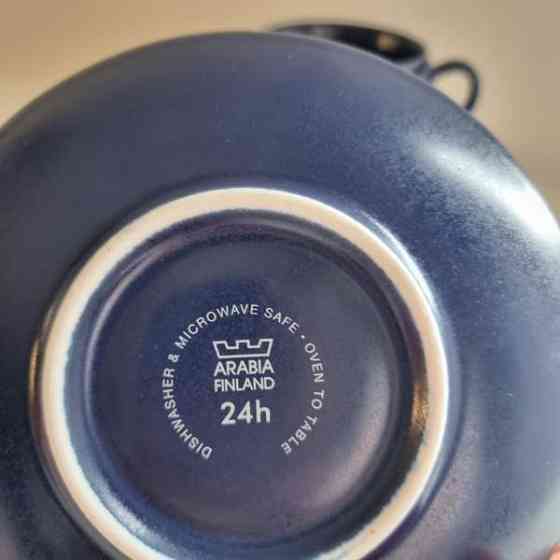 DISHWASHER & MICROWAVE SAFE • OVEN TO TABLE
ARABIA
FINLAND
24h